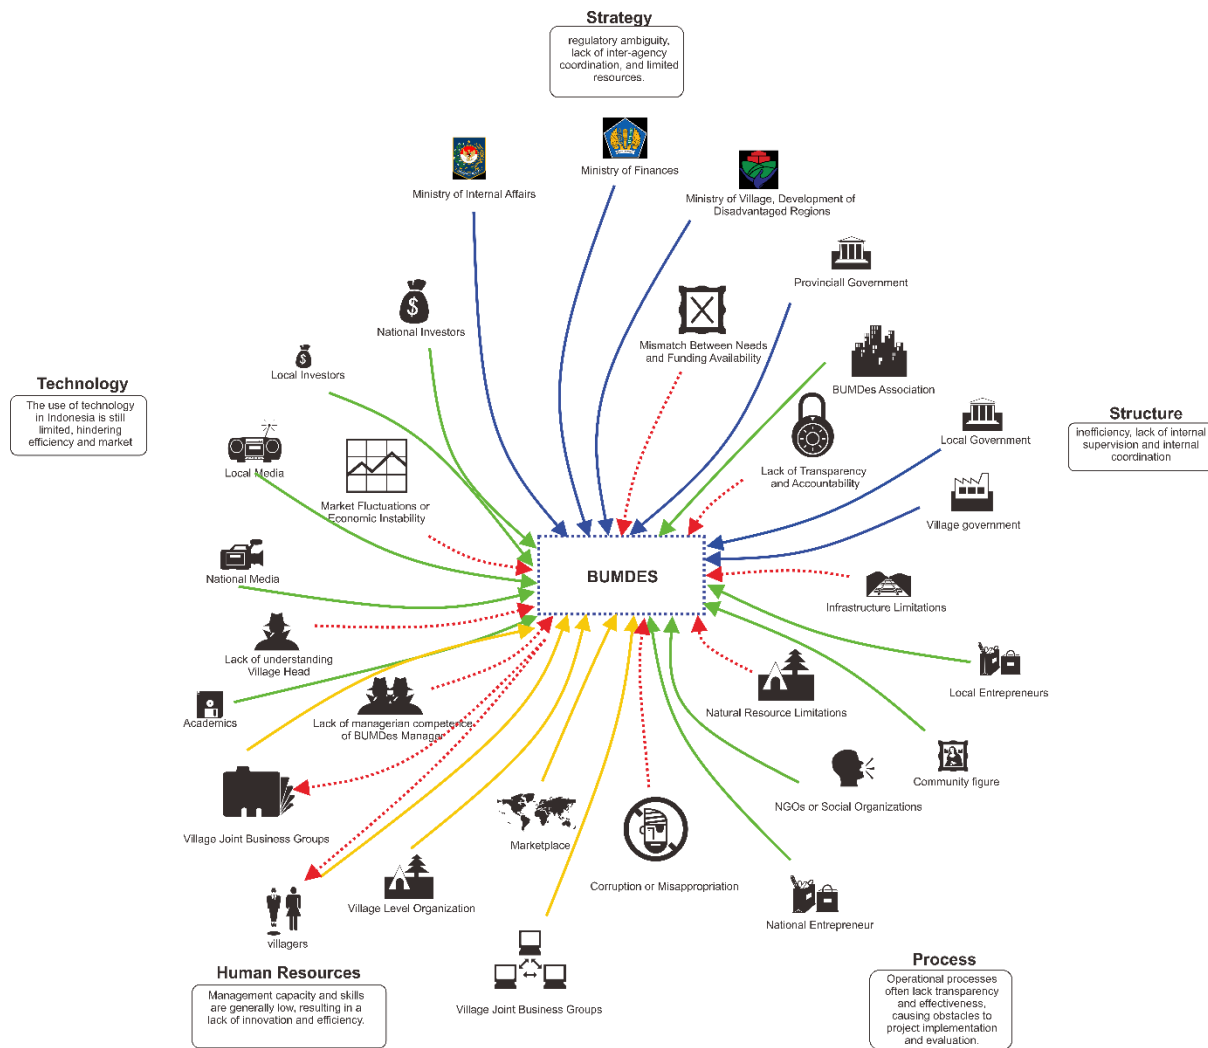 Strategy
regulatory ambiguity,
lack of inter-agency
coordination, and limited
resources.
Ministry of Internal Affairs
Ministry of Finances
Ministry of Village, Development of
Disadvantaged Regions
Provinciall Government
National Investors
Mismatch Between Needs
and Funding Availability
Local Investors
BUMDes Association
Technology
The use of technology
in Indonesia is still
limited, hindering
efficiency and market
Structure
inefficiency, lack of internal
supervision and internal
coordination
Local Government
Local Media
Lack of Transparency
and Accountability
Market Fluctuations or
Economic Instability
Village government
BUMDES
National Media
Infrastructure Limitations
Lack of understanding
Village Head
Local Entrepreneurs
Academics
Lack of managerian competence
of BUMDes Manager
Natural Resource Limitations
Community figure
NGOs or Social Organizations
Village Joint Business Groups
Marketplace
Corruption or Misappropriation
Village Level Organization
National Entrepreneur
villagers
Village Joint Business Groups
Human Resources
Management capacity and skills
are generally low, resulting in a
lack of innovation and efficiency.
Process
Operational processes
often lack transparency
and effectiveness,
causing obstacles to
project implementation
and evaluation.